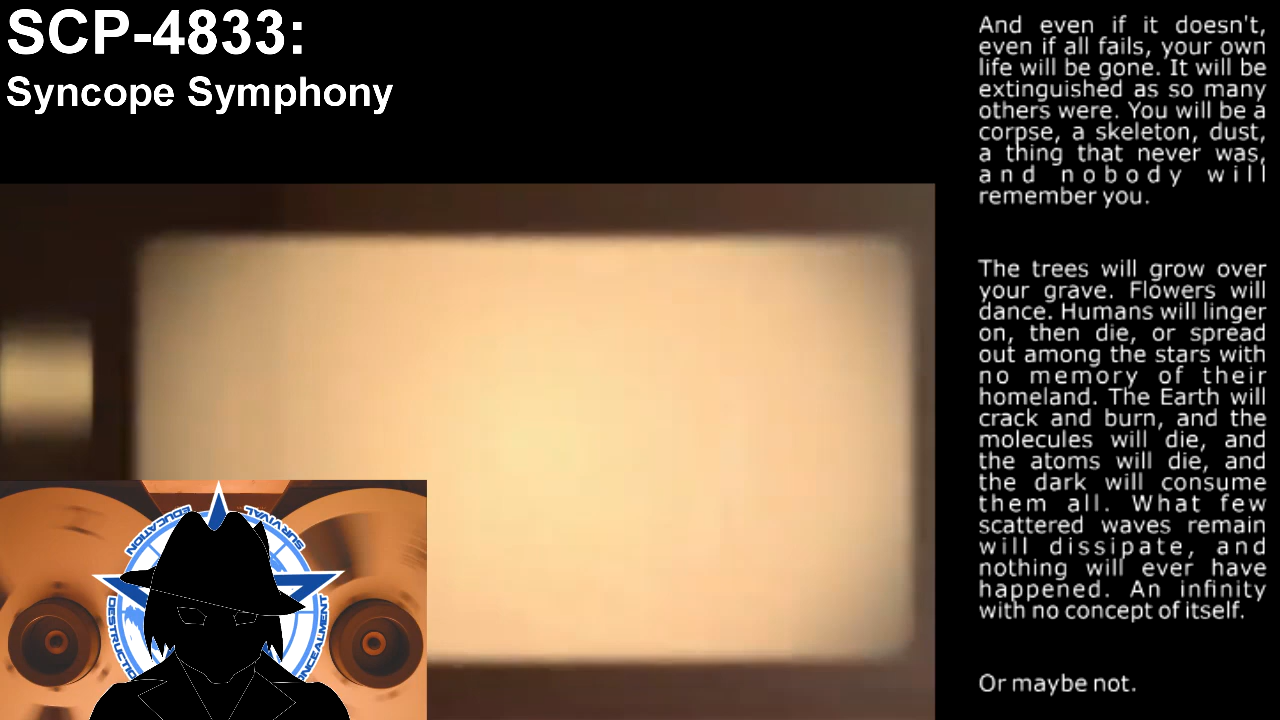 SCP-4833:
Syncope Symphony
And even if it doesn't,
even if all fails, your own
life will be gone. It will be
extinguished as so many
others were. You will be a
corpse, a skeleton, dust,
a thing that never was,
and nobody will
remember you.
The trees will grow over
your grave. Flowers will
dance. Humans will linger
on, then die, or spread
out among the stars with
no memory of their
homeland. The Earth will
crack and burn, and the
molecules will die, and
the atoms will die, and
the dark will consume
them all. What few
scattered waves remain
will dissipate, and
nothing will ever have
happened. An infinity
with no concept of itself.
Or maybe not.
EDUCATION
SURVIVAL